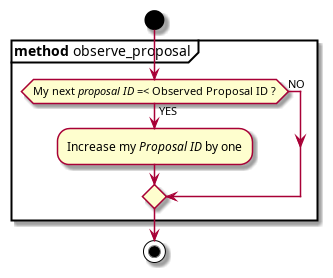 method observe_proposal
My next proposal ID =< Observed Proposal ID ?
NO
YES
Increase my Proposal ID by one